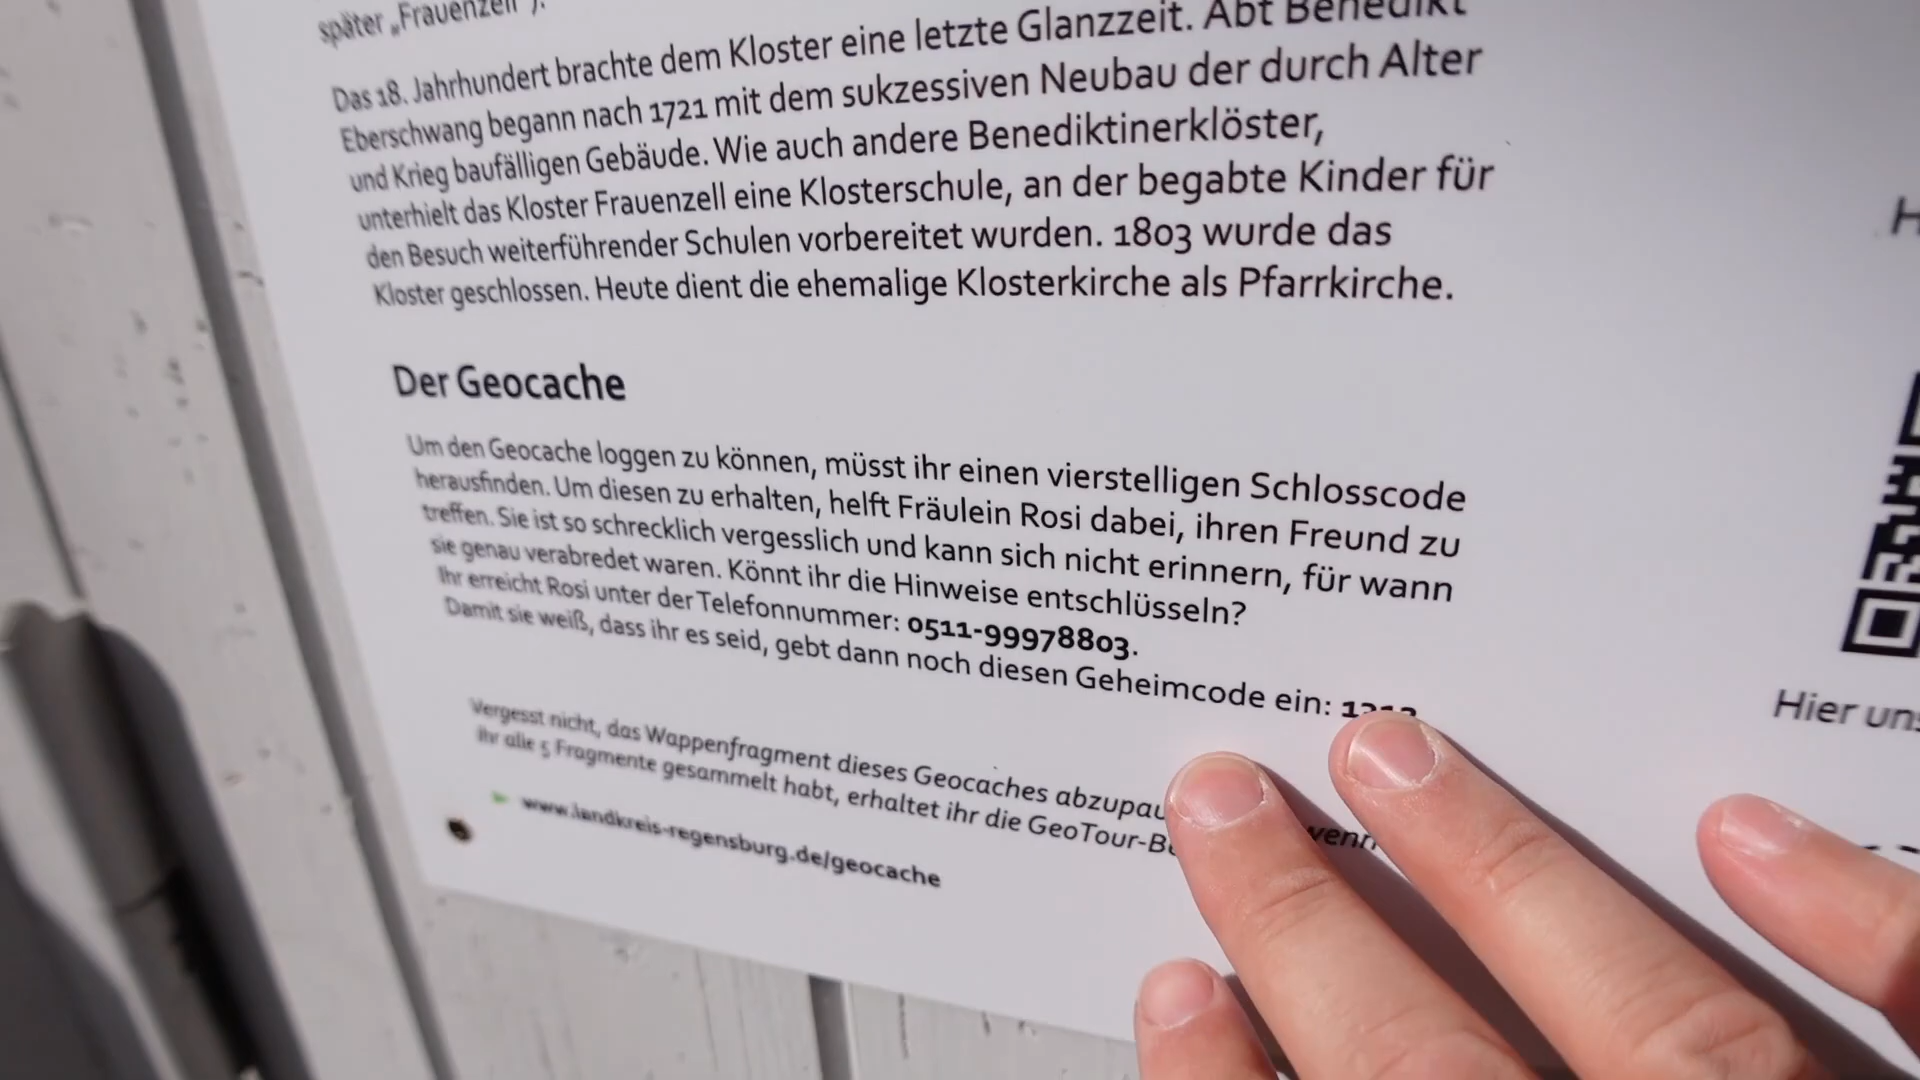 später „Frauenzell“).
Das 18. Jahrhundert brachte dem Kloster eine letzte Glanzzeit. Abt Benedikt
Eberschwang begann nach 1721 mit dem sukzessiven Neubau der durch Alter
und Krieg baufälligen Gebäude. Wie auch andere Benediktinerklöster,
unterhielt das Kloster Frauenzell eine Klosterschule, an der begabte Kinder für
den Besuch weiterführender Schulen vorbereitet wurden. 1803 wurde das
Kloster geschlossen. Heute dient die ehemalige Klosterkirche als Pfarrkirche.
Der Geocache
Um den Geocache loggen zu können, müsst ihr einen vierstelligen Schlosscode
herausfinden. Um diesen zu erhalten, helft Fräulein Rosi dabei, ihren Freund zu
treffen. Sie ist so schrecklich vergesslich und kann sich nicht erinnern, für wann
sie genau verabredet waren. Könnt ihr die Hinweise entschlüsseln?
Ihr erreicht Rosi unter der Telefonnummer: 0511-99978803.
Damit sie weiß, dass ihr es seid, gebt dann noch diesen Geheimcode ein:
Vergesst nicht, das Wappenfragment dieses Geocaches abzupau
ihr alle 5 Fragmente gesammelt habt, erhaltet ihr die GeoTour-B
wenn
www.landkreis-regensburg.de/geocache
Hier uns